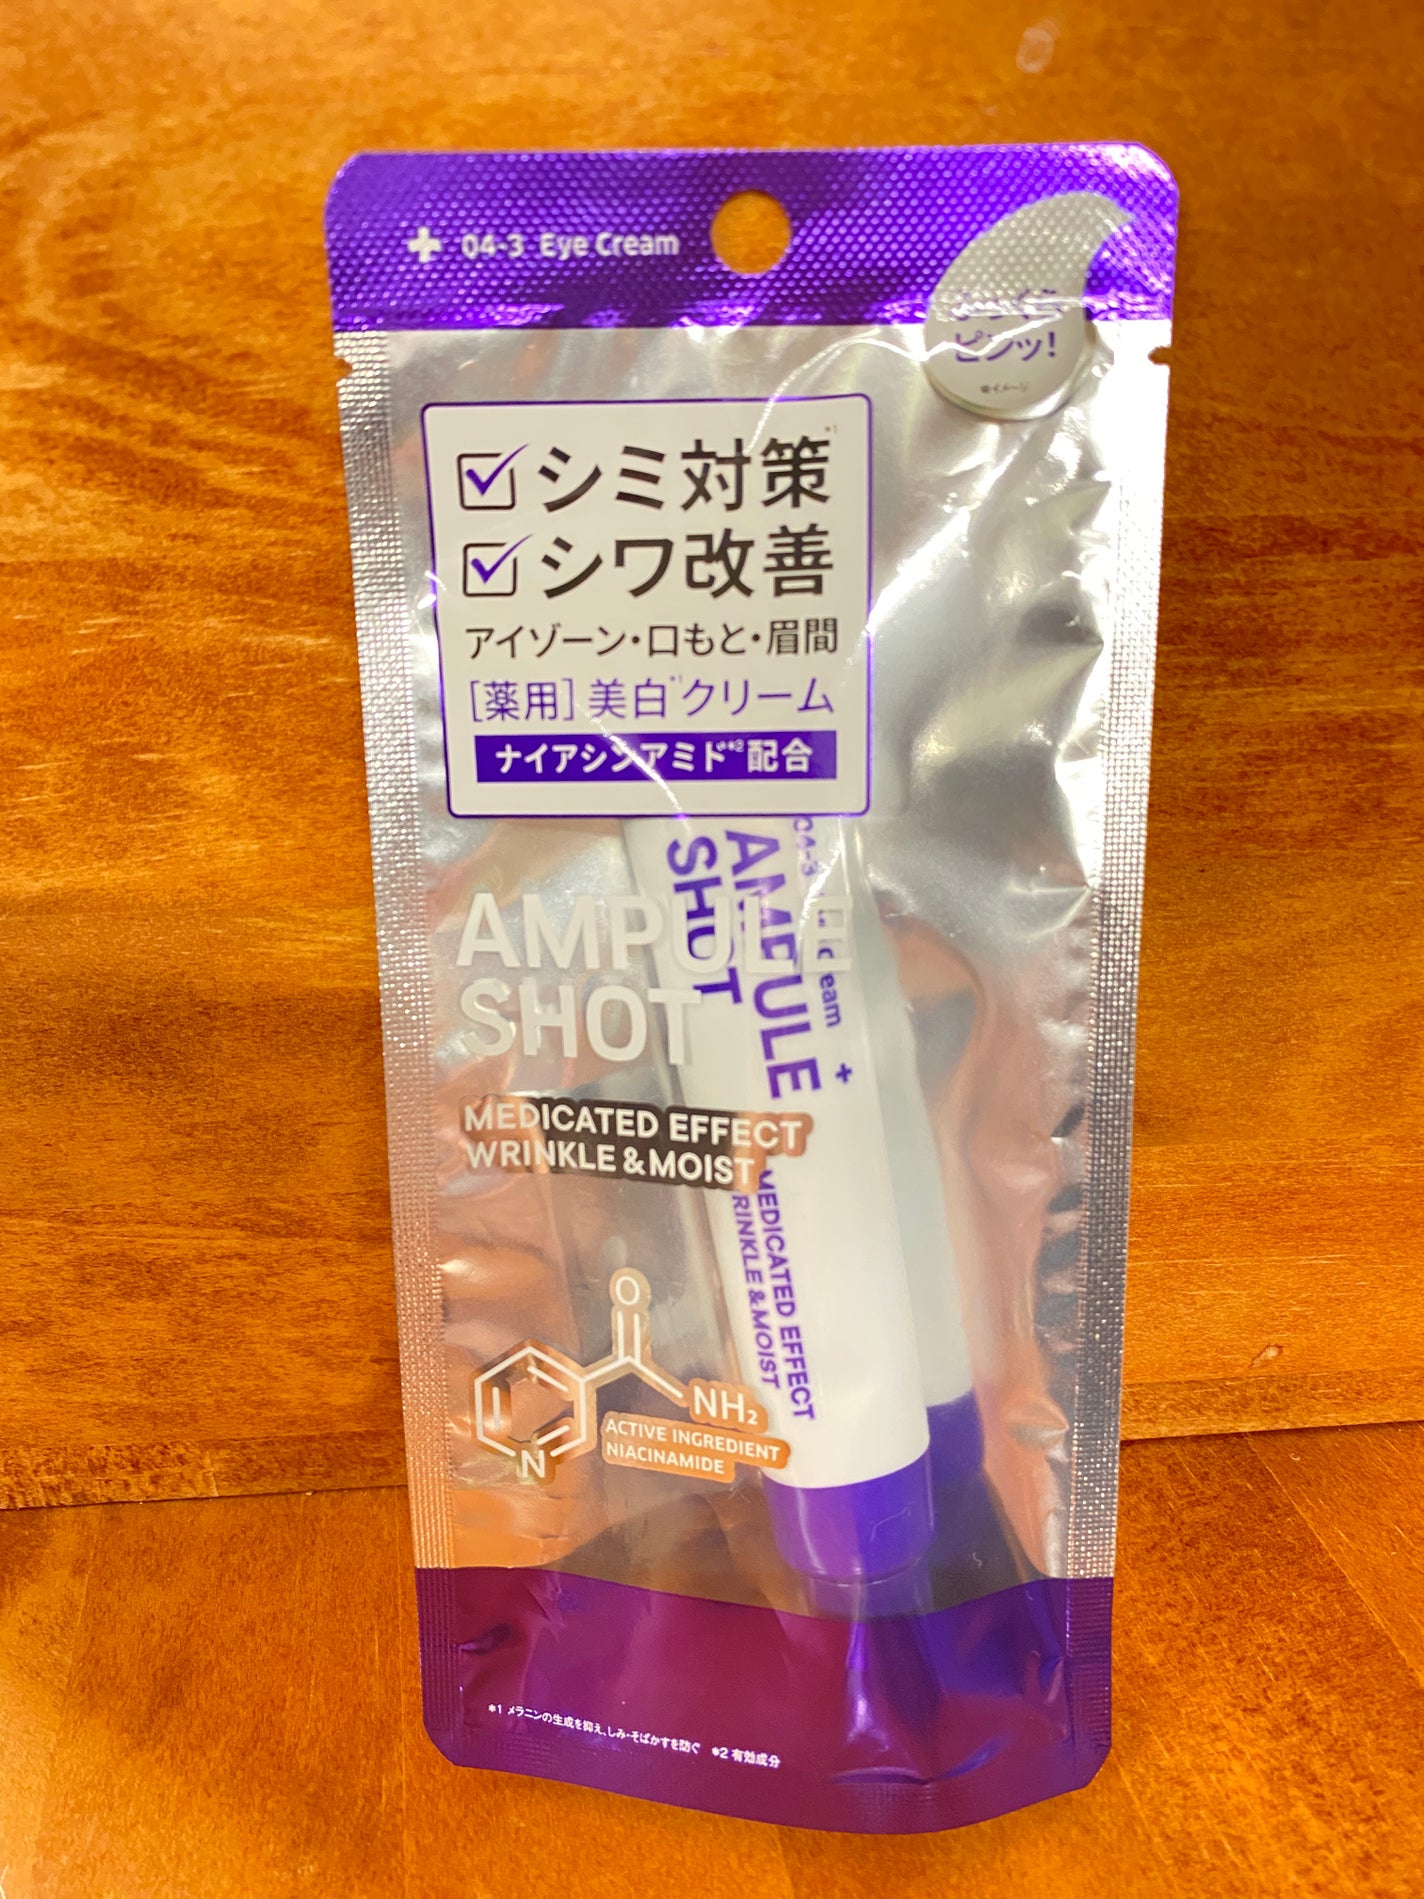 04-3 Eye Cream
ピンッ!
※イメージ
シミ対策*1
シワ改善
アイゾーン・口もと・眉間
[薬用] 美白*1クリーム
ナイアシンアミド*2配合
AMPULE
SHOT
MEDICATED EFFECT
WRINKLE & MOIST
O
NH2
N
ACTIVE INGREDIENT
NIACINAMIDE
04-3 cream
AMPULE
SHOT
MEDICATED EFFECT
RINKLE & MOIST
*1 メラニンの生成を抑え、しみ・そばかすを防ぐ *2 有効成分